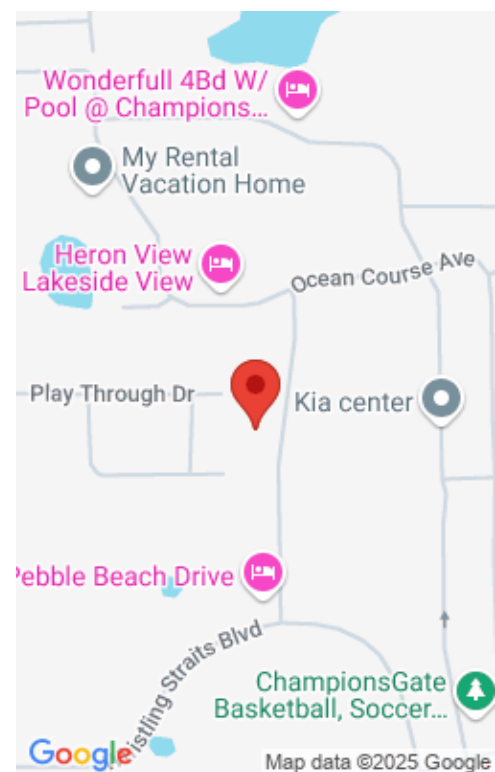 Wonderfull 4Bd W/
Pool @ Champions...
My Rental
Vacation Home
Heron View
Lakeside View
Ocean Course Ave
Play Through Dr
Kia center
Pebble Beach Drive
istling Straits Blvd
ChampionsGate
Basketball, Soccer...
Google
Map data ©2025 Google